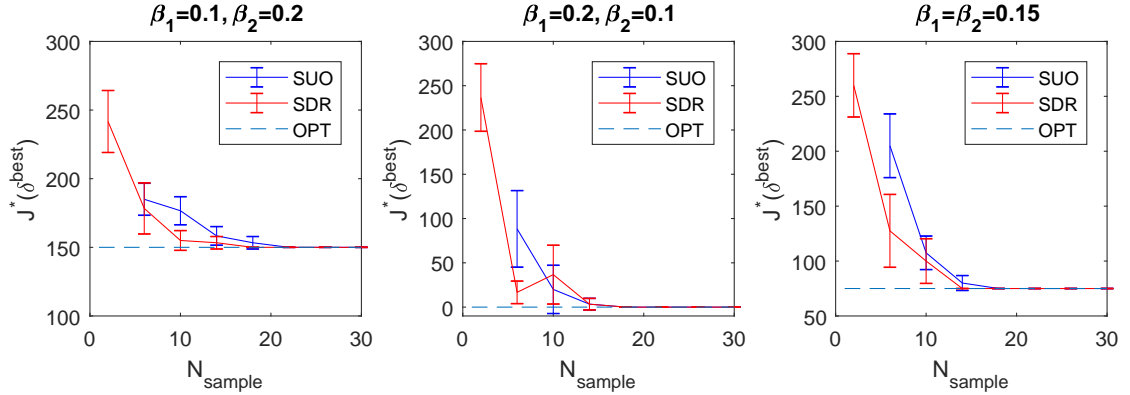 β1=0.1, β2=0.2
300
250
200
150
100
0
10
20
30
J*(δbest)
Nsample
SUO
SDR
OPT
β1=0.2, β2=0.1
300
250
200
150
100
50
0
0
10
20
30
J*(δbest)
Nsample
SUO
SDR
OPT
β1=β2=0.15
300
250
200
150
100
50
0
10
20
30
J*(δbest)
Nsample
SUO
SDR
OPT